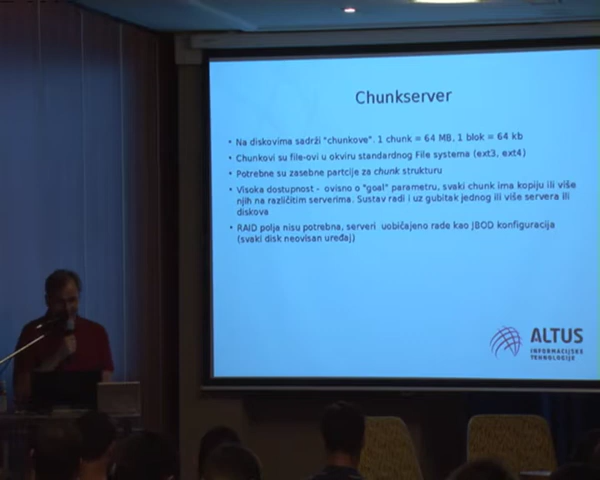 Chunkserver
• Na diskovima sadrži "chunkove". 1 chunk = 64 MB, 1 blok = 64 kb
• Chunkovi su file-ovi u okviru standardnog File systema (ext3, ext4)
• Potrebne su zasebne partcije za chunk strukturu
• Visoka dostupnost - ovisno o "goal" parametru, svaki chunk ima kopiju ili više
njih na različitim serverima. Sustav radi i uz gubitak jednog ili više servera ili
diskova
• RAID polja nisu potrebna, serveri uobičajeno rade kao JBOD konfiguracija
(svaki disk neovisan uređaj)
ALTUS
INFORMACIJSKE
TEHNOLOGIJE